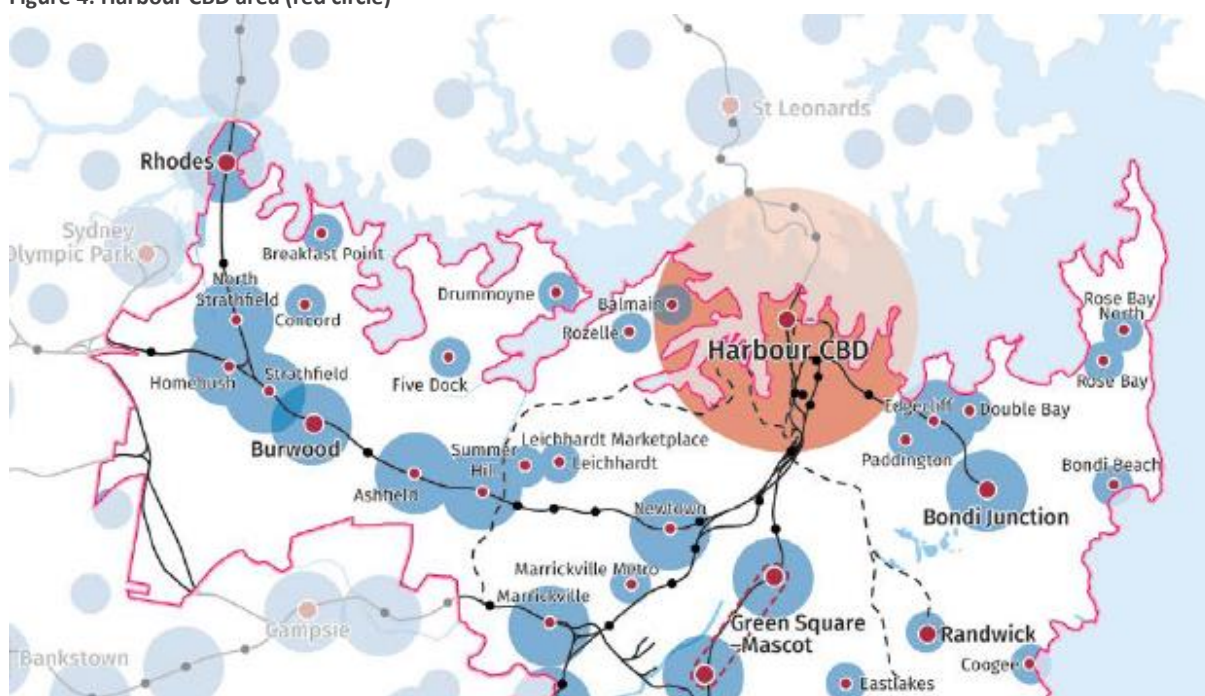 Figure 4: Harbour CBD area (red circle)
St Leonards
Rhodes
Sydney
Olympic Park
Breakfast Point
North
Strathfield
Concord
Drummoyne
Balmain
Rozelle
Harbour CBD
Rose Bay
North
Rose Bay
Homebush
Strathfield
Five Dock
Burwood
Edgecliff
Double Bay
Paddington
Bondi Beach
Summer
Hill
Leichhardt Marketplace
Leichhardt
Ashfield
Newtown
Bondi Junction
Marrickville Metro
Marrickville
Green Square
–Mascot
Randwick
Coogee
Eastlakes
Campsie
Bankstown